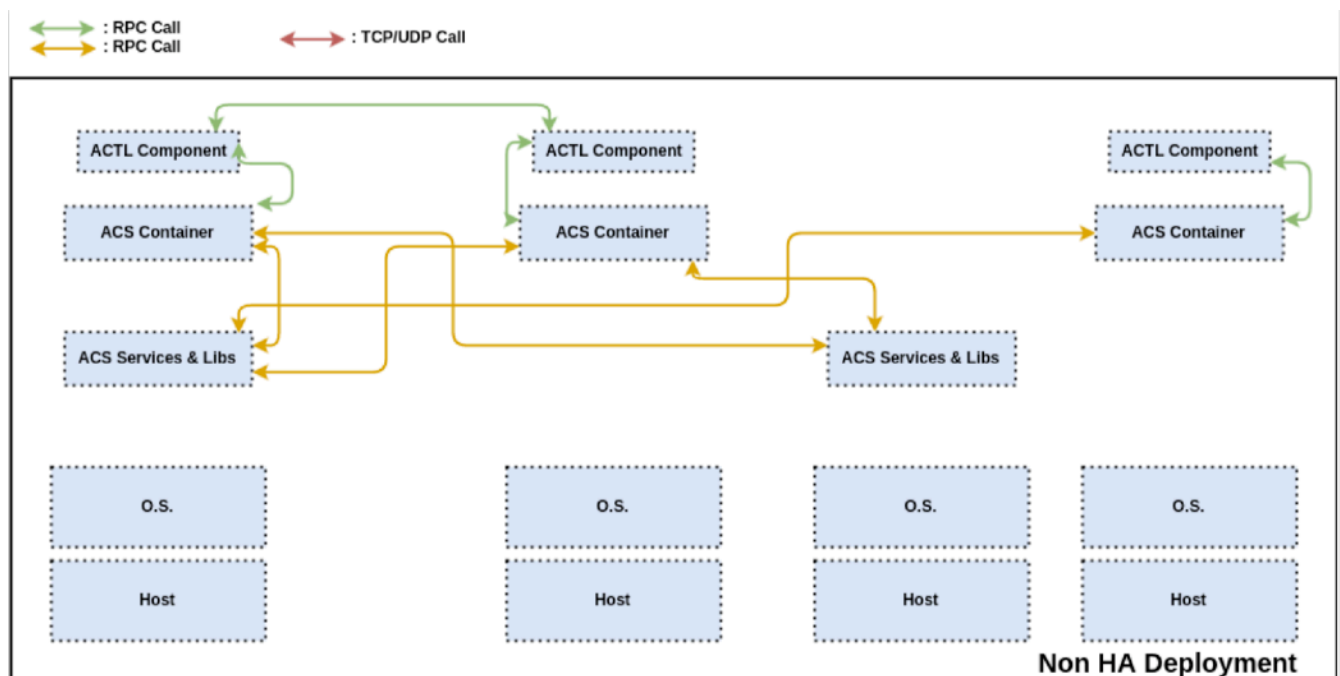 : RPC Call
: RPC Call
: TCP/UDP Call
ACTL Component
ACTL Component
ACTL Component
ACS Container
ACS Container
ACS Container
ACS Services & Libs
ACS Services & Libs
O.S.
O.S.
O.S.
O.S.
Host
Host
Host
Host
Non HA Deployment